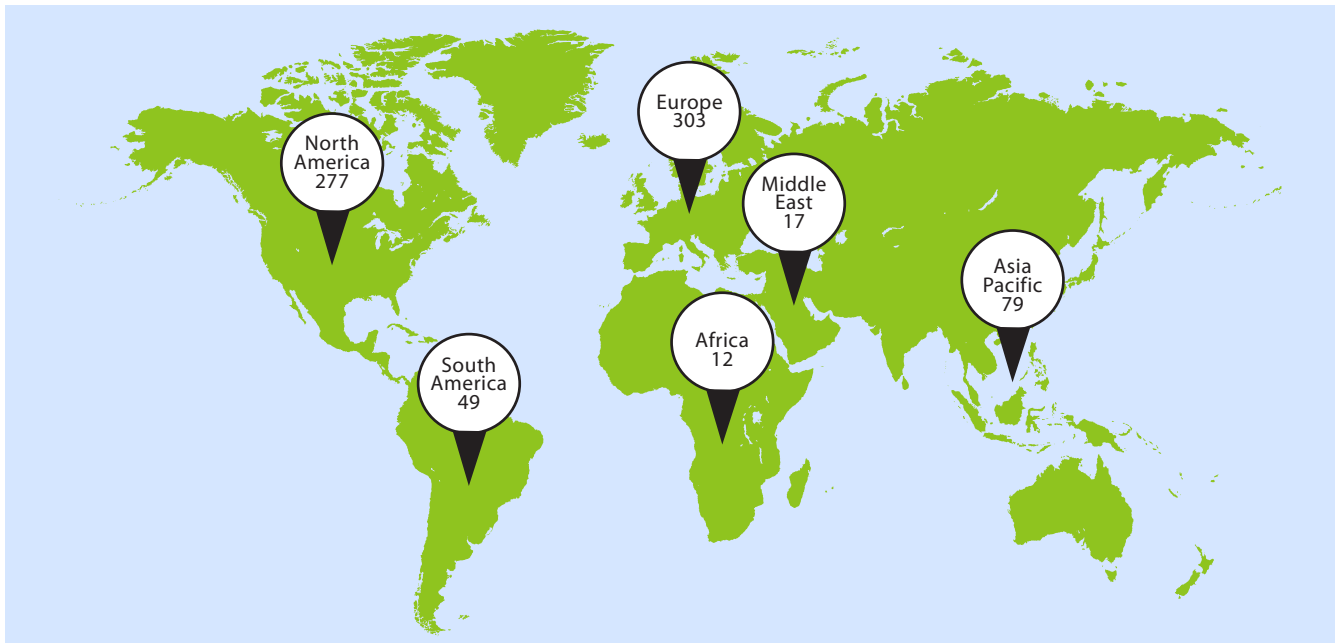 Europe
303
North
America
277
Middle
East
17
Asia
Pacific
79
Africa
12
South
America
49